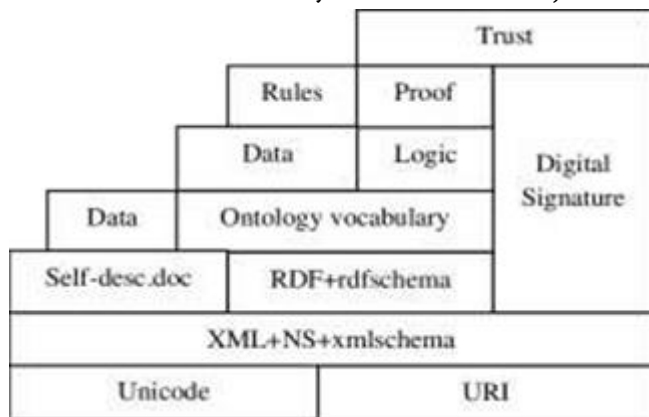 Trust
Rules
Proof
Data
Logic
Digital
Signature
Data
Ontology vocabulary
Self-desc.doc
RDF+rdfschema
XML+NS+xmlschema
Unicode
URI